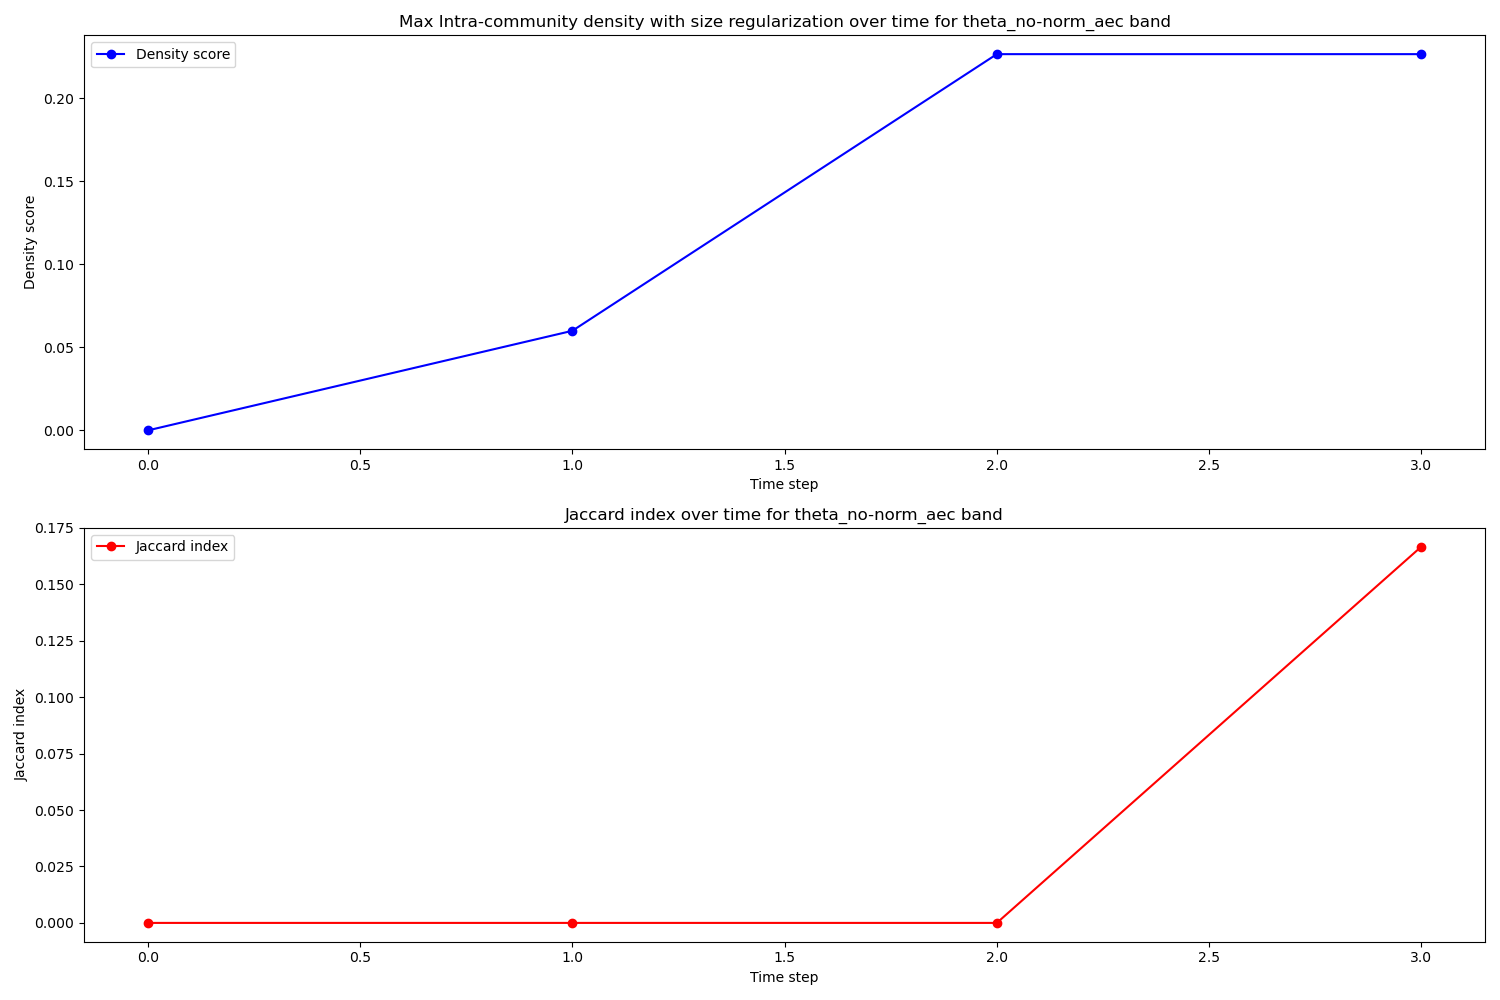 Max Intra-community density with size regularization over time for theta_no-norm_aec band
Density score
0.20
0.15
0.10
0.05
0.00
Density score
0.0 0.5 1.0 1.5 2.0 2.5 3.0
Time step
Jaccard index over time for theta_no-norm_aec band
Jaccard index
0.175
0.150
0.125
0.100
0.075
0.050
0.025
0.000
Jaccard index
0.0 0.5 1.0 1.5 2.0 2.5 3.0
Time step